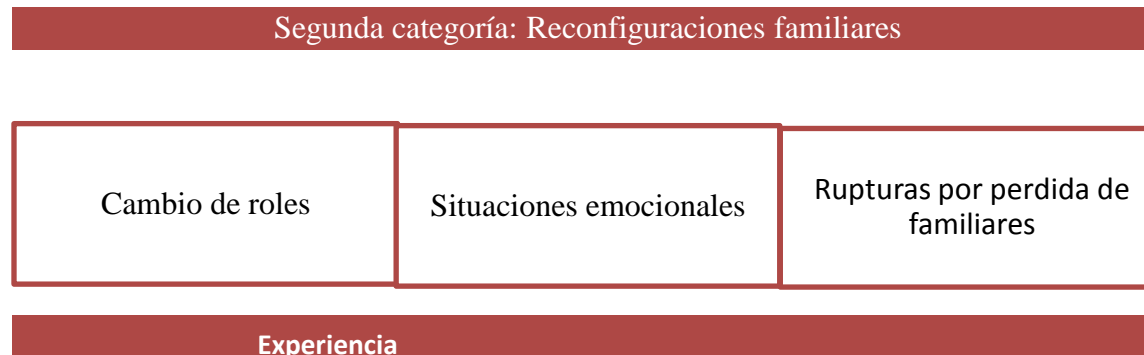 Segunda categoría: Reconfiguraciones familiares
Cambio de roles
Situaciones emocionales
Rupturas por perdida de
familiares
Experiencia